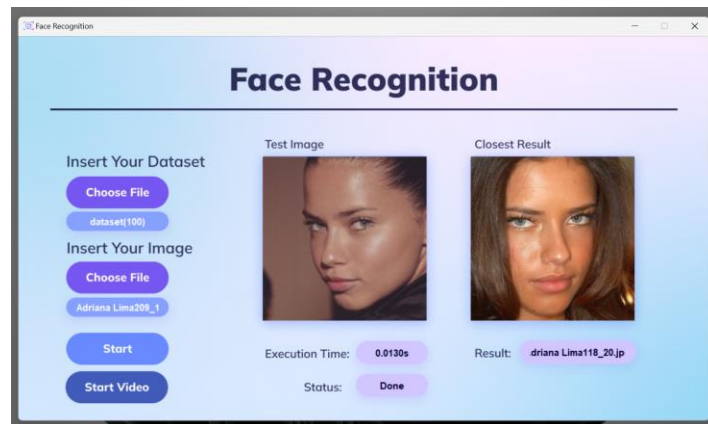 Face Recognition
Face Recognition
Test Image
Closest Result
Insert Your Dataset
Choose File
dataset(100)
Insert Your Image
Choose File
Adriana Lima209_1
Start
Execution Time: 0.0130s
Result: .driana Lima118_20.jp
Start Video
Status: Done